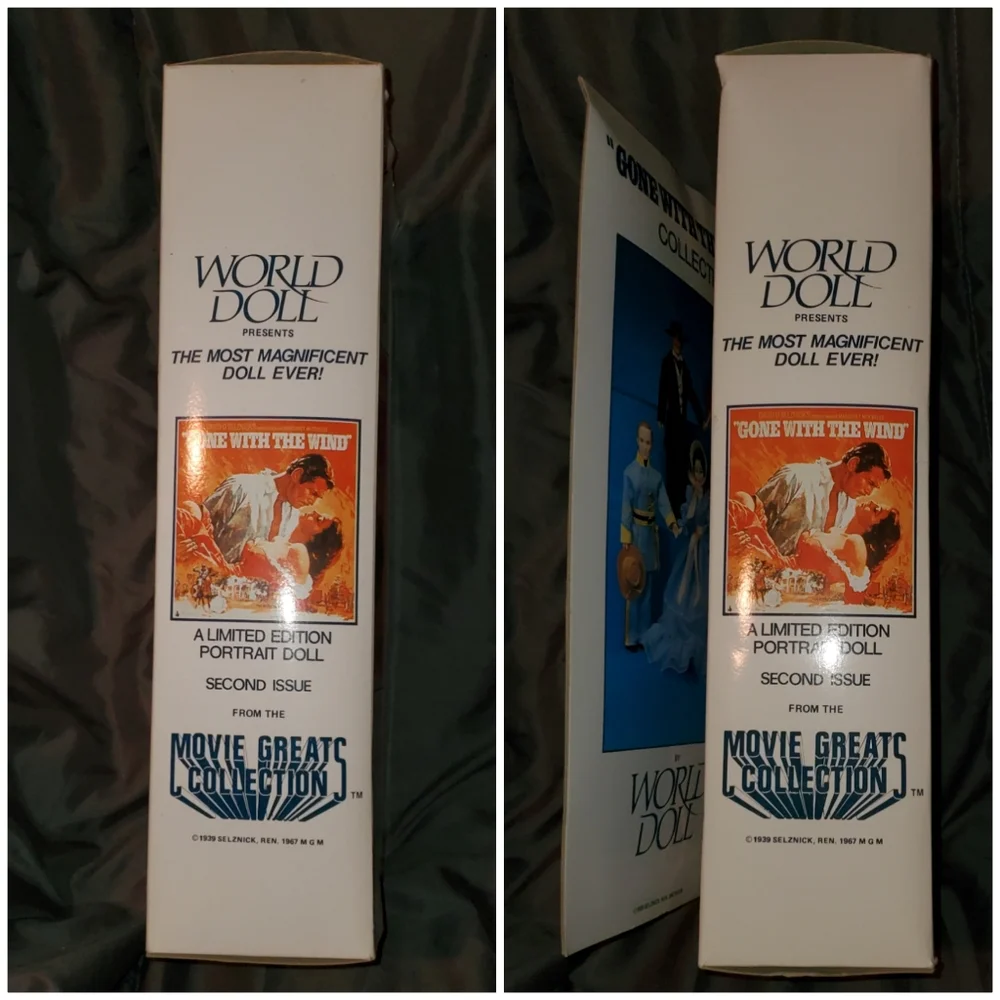 WORLD
DOLL
PRESENTS
THE MOST MAGNIFICENT
DOLL EVER!
"GONE WITH THE WIND"
A LIMITED EDITION
PORTRAIT DOLL
SECOND ISSUE
FROM THE
MOVIE GREATS
COLLECTION
TM
©1939 SELZNICK, REN. 1967 M G M
"GONE WITH TH
COLLECT
BY
WORLD
DOLL
WORLD
DOLL
PRESENTS
THE MOST MAGNIFICENT
DOLL EVER!
"GONE WITH THE WIND"
A LIMITED EDITION
PORTRAIT DOLL
SECOND ISSUE
FROM THE
MOVIE GREATS
COLLECTION
TM
©1939 SELZNICK, REN. 1967 M G M